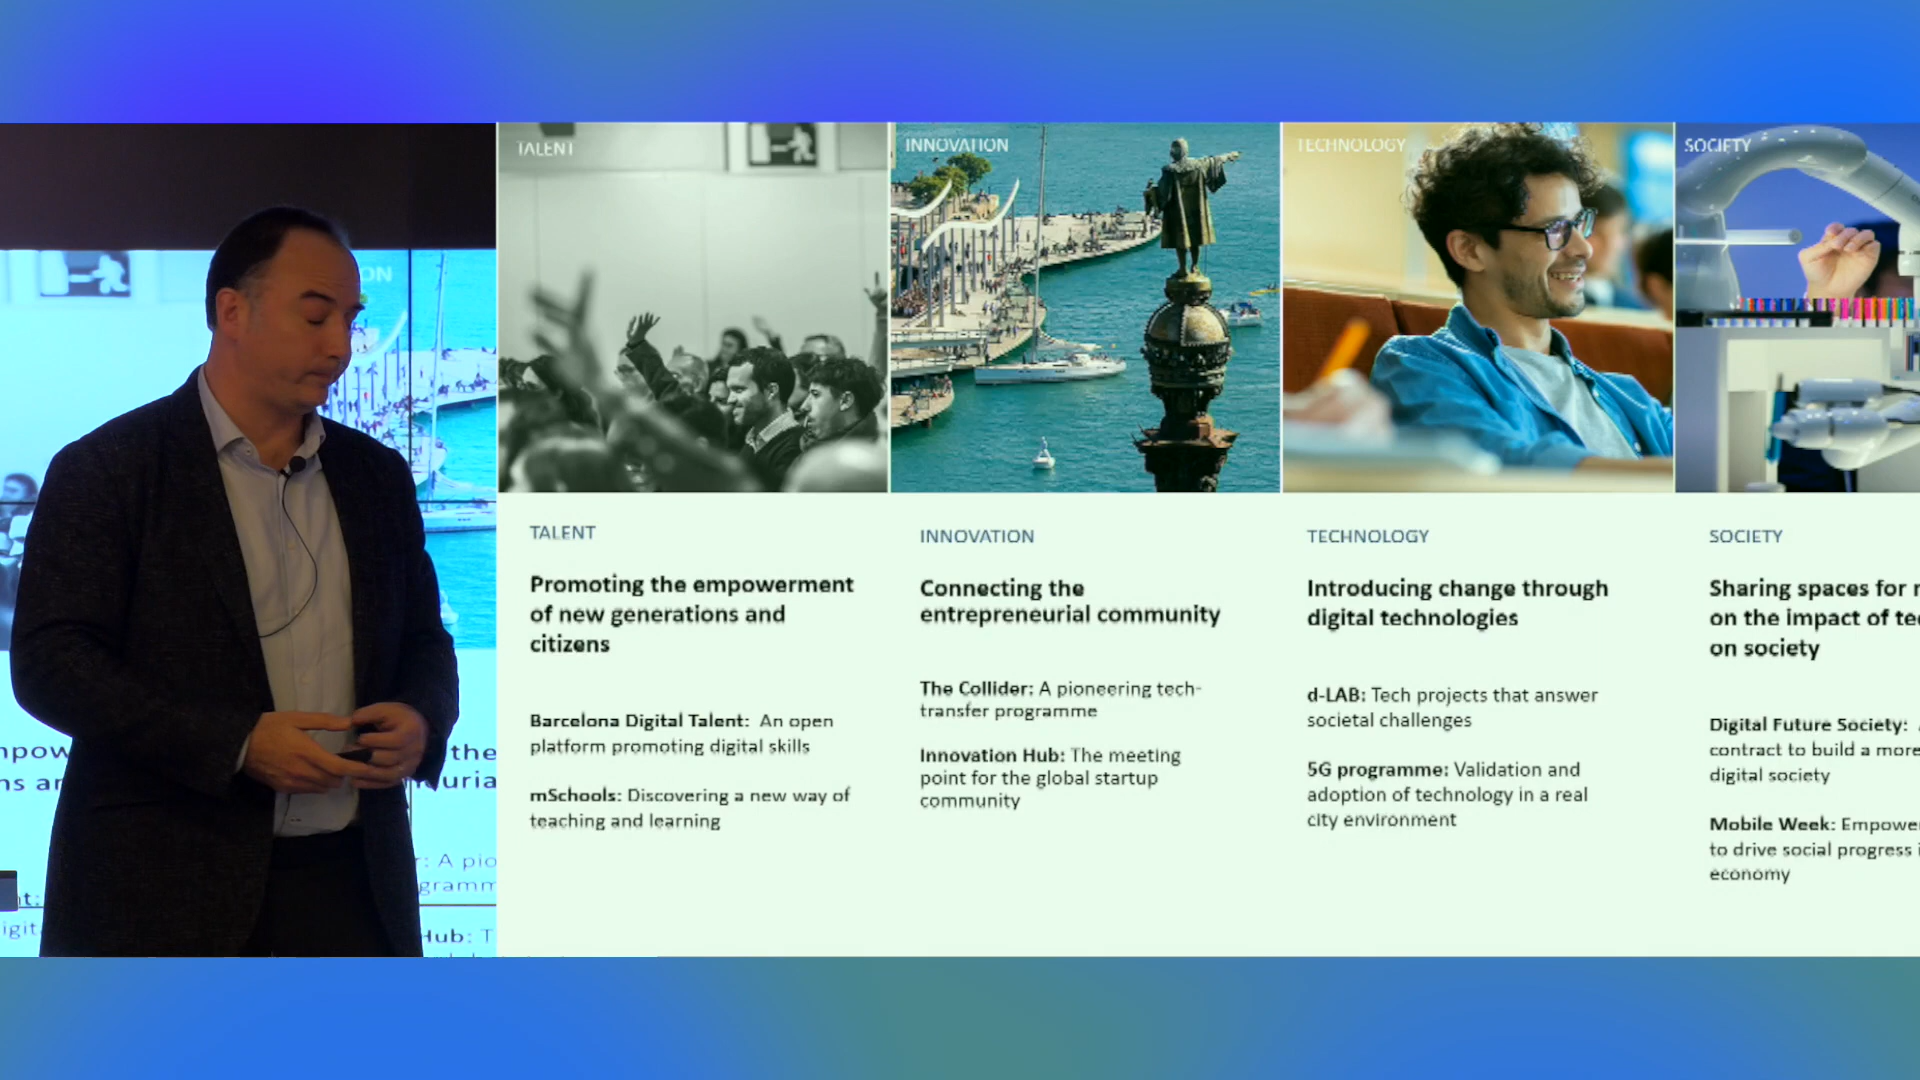 TALENT
INNOVATION
TECHNOLOGY
SOCIETY
TALENT
Promoting the empowerment
of new generations and
citizens
Barcelona Digital Talent: An open
platform promoting digital skills
mSchools: Discovering a new way of
teaching and learning
INNOVATION
Connecting the
entrepreneurial community
The Collider: A pioneering tech-
transfer programme
Innovation Hub: The meeting
point for the global startup
community
TECHNOLOGY
Introducing change through
digital technologies
d-LAB: Tech projects that answer
societal challenges
5G programme: Validation and
adoption of technology in a real
city environment
SOCIETY
Sharing spaces for
on the impact of
on society
Digital Future Society:
contract to build a more
digital society
Mobile Week:
to drive social progress
economy
ON
the
: A
Hub: